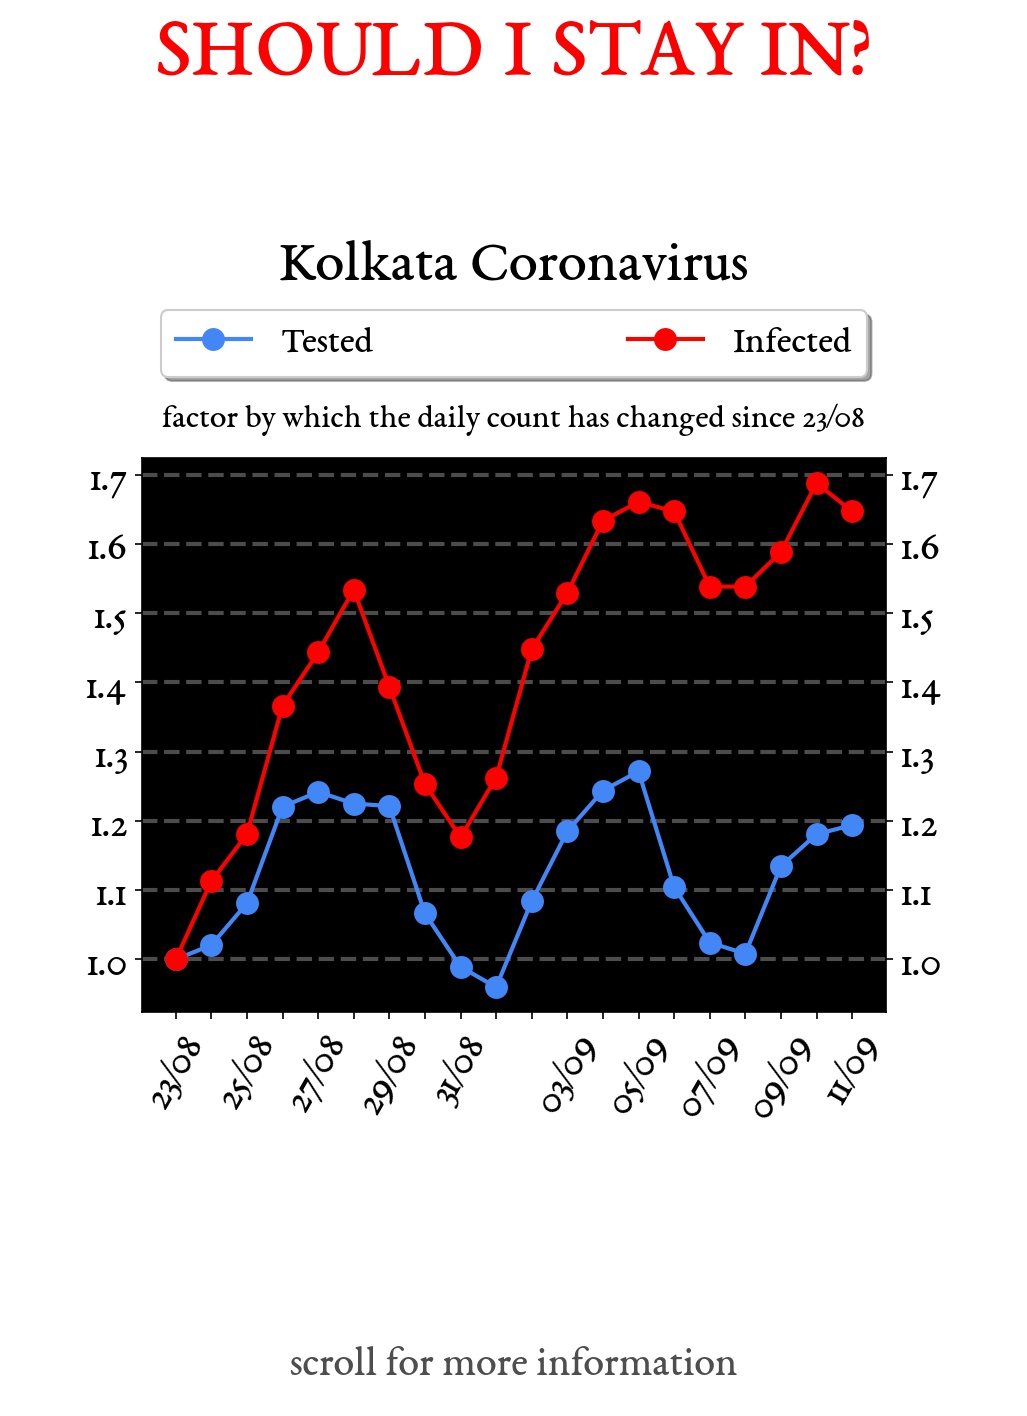 SHOULD I STAY IN?
Kolkata Coronavirus
Tested Infected
factor by which the daily count has changed since 23/08
1.7 1.7
1.6 1.6
1.5 1.5
1.4 1.4
1.3 1.3
1.2 1.2
1.1 1.1
1.0 1.0
23/08 25/08 27/08 29/08 31/08 03/09 05/09 07/09 09/09 11/09
scroll for more information